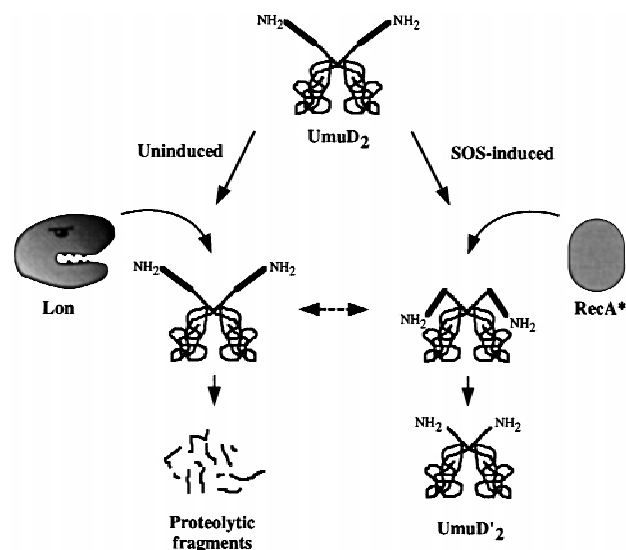 NH2 NH2
UmuD2
Uninduced SOS-induced
NH2 NH2
Lon RecA*
NH2 NH2
NH2 NH2
Proteolytic
fragments UmuD'2